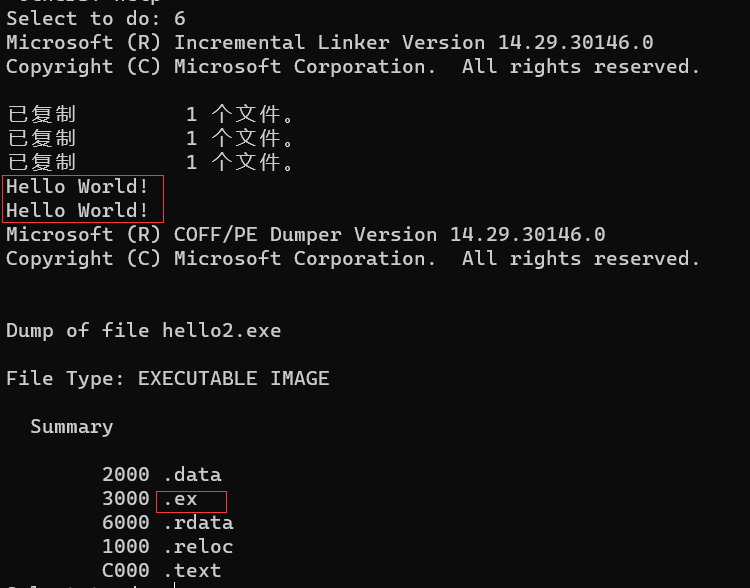 Select to do: 6
Microsoft (R) Incremental Linker Version 14.29.30146.0
Copyright (C) Microsoft Corporation.  All rights reserved.
已复制         1 个文件。
已复制         1 个文件。
已复制         1 个文件。
Hello World!
Hello World!
Microsoft (R) COFF/PE Dumper Version 14.29.30146.0
Copyright (C) Microsoft Corporation.  All rights reserved.
Dump of file hello2.exe
File Type: EXECUTABLE IMAGE
Summary
2000 .data
3000 .ex
6000 .rdata
1000 .reloc
C000 .text